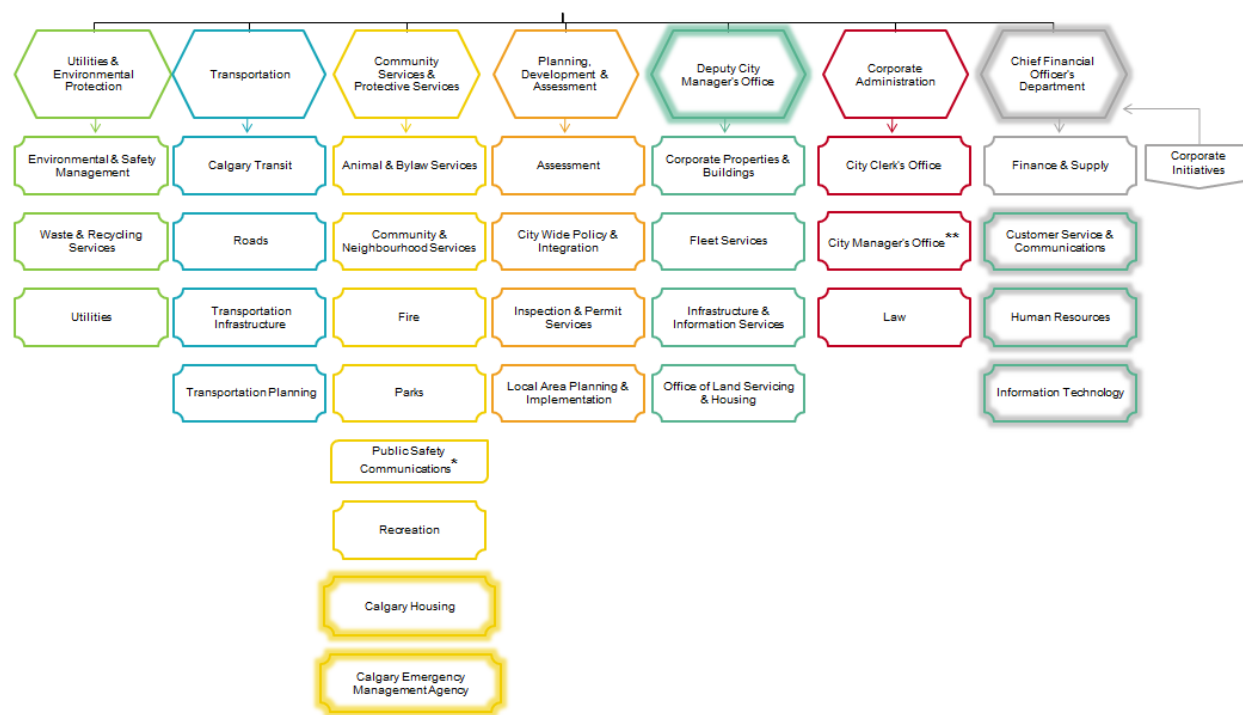 Utilities &
Environmental
Protection
Transportation
Community
Services &
Protective Services
Planning,
Development &
Assessment
Deputy City
Manager's Office
Corporate
Administration
Chief Financial
Officer's
Department
Environmental & Safety
Management
Calgary Transit
Animal & Bylaw Services
Assessment
Corporate Properties &
Buildings
City Clerk's Office
Finance & Supply
Corporate
Initiatives
Waste & Recycling
Services
Roads
Community &
Neighbourhood Services
City Wide Policy &
Integration
Fleet Services
City Manager's Office**
Customer Service &
Communications
Utilities
Transportation
Infrastructure
Fire
Inspection & Permit
Services
Infrastructure &
Information Services
Law
Human Resources
Transportation Planning
Parks
Local Area Planning &
Implementation
Office of Land Servicing
& Housing
Information Technology
Public Safety
Communications*
Recreation
Calgary Housing
Calgary Emergency
Management Agency